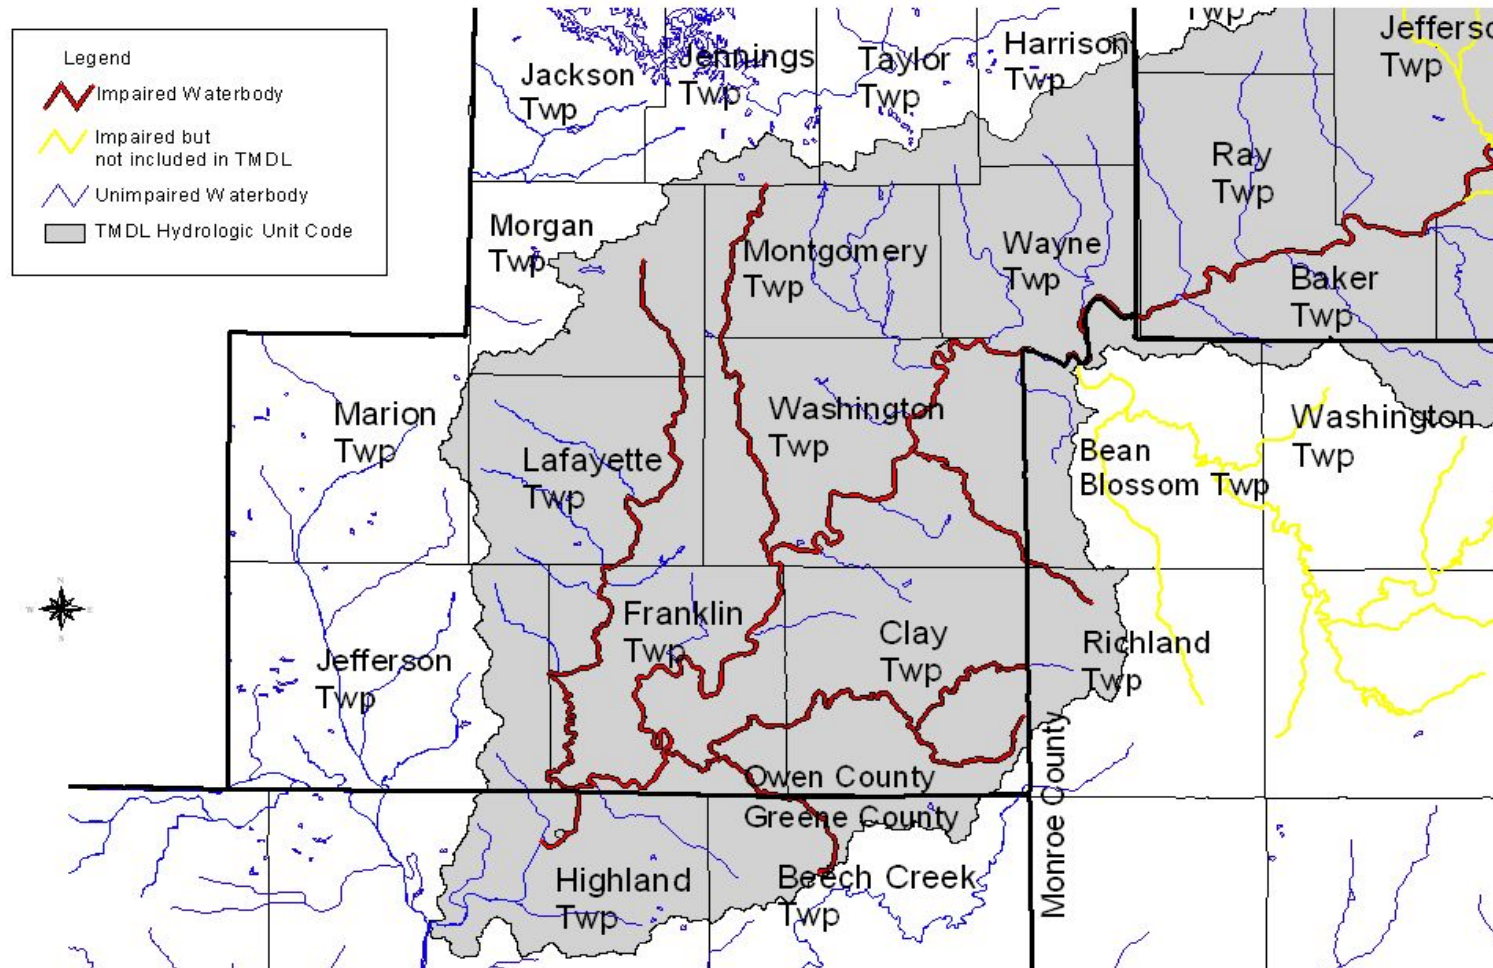 Legend
Impaired Waterbody
Impaired but
not included in TMDL
Unimpaired Waterbody
TMDL Hydrologic Unit Code
Twp
Jackson
Twp
Jennings
Twp
Taylor
Twp
Harrison
Twp
Jefferso
Twp
Ray
Twp
Morgan
Twp
Montgomery
Twp
Wayne
Twp
Baker
Twp
Marion
Twp
Lafayette
Twp
Washington
Twp
Bean
Blossom Twp
Washington
Twp
N
W
E
S
Jefferson
Twp
Franklin
Twp
Clay
Twp
Richland
Twp
Owen County
Greene County
Monroe County
Highland
Twp
Beech Creek
Twp